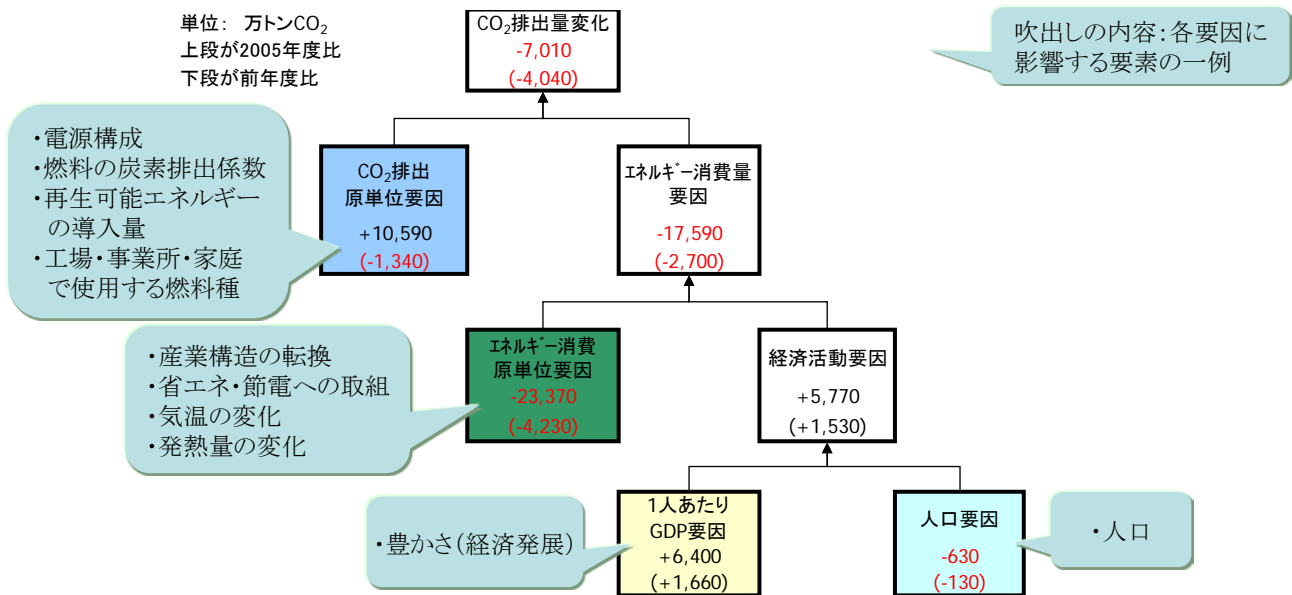 単位： 万トンCO₂
上段が2005年度比
下段が前年度比
CO₂排出量変化
-7,010
(-4,040)
吹出しの内容：各要因に
影響する要素の一例
・電源構成
・燃料の炭素排出係数
・再生可能エネルギー
の導入量
・工場・事業所・家庭
で使用する燃料種
CO₂排出
原単位要因
+10,590
(-1,340)
ｴﾈﾙｷﾞｰ消費量
要因
-17,590
(-2,700)
・産業構造の転換
・省エネ・節電への取組
・気温の変化
・発熱量の変化
ｴﾈﾙｷﾞｰ消費
原単位要因
-23,370
(-4,230)
経済活動要因
+5,770
(+1,530)
・豊かさ（経済発展）
1人あたり
GDP要因
+6,400
(+1,660)
人口要因
-630
(-130)
・人口